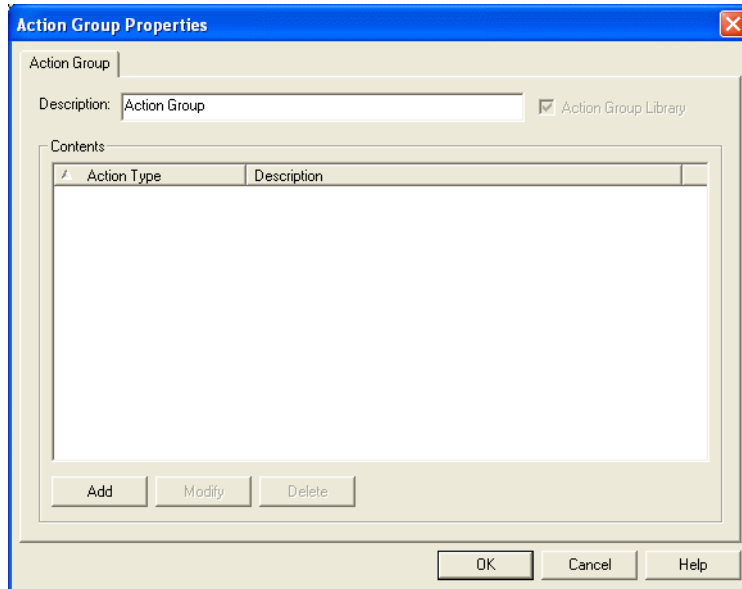 Action Group Properties
Action Group
Description: Action Group Action Group Library
Contents
Action Type Description
Add Modify Delete
OK Cancel Help